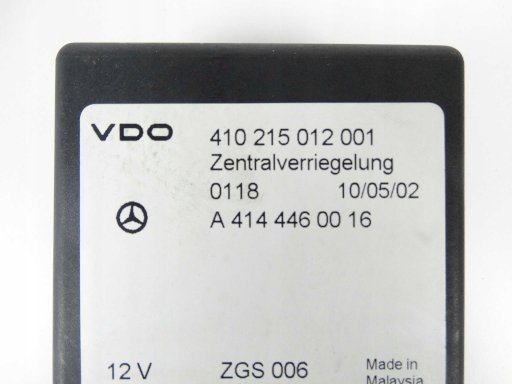 VDO 410 215 012 001
Zentralverriegelung
0118 10/05/02
A 414 446 00 16
12 V ZGS 006 Made in
Malaysia